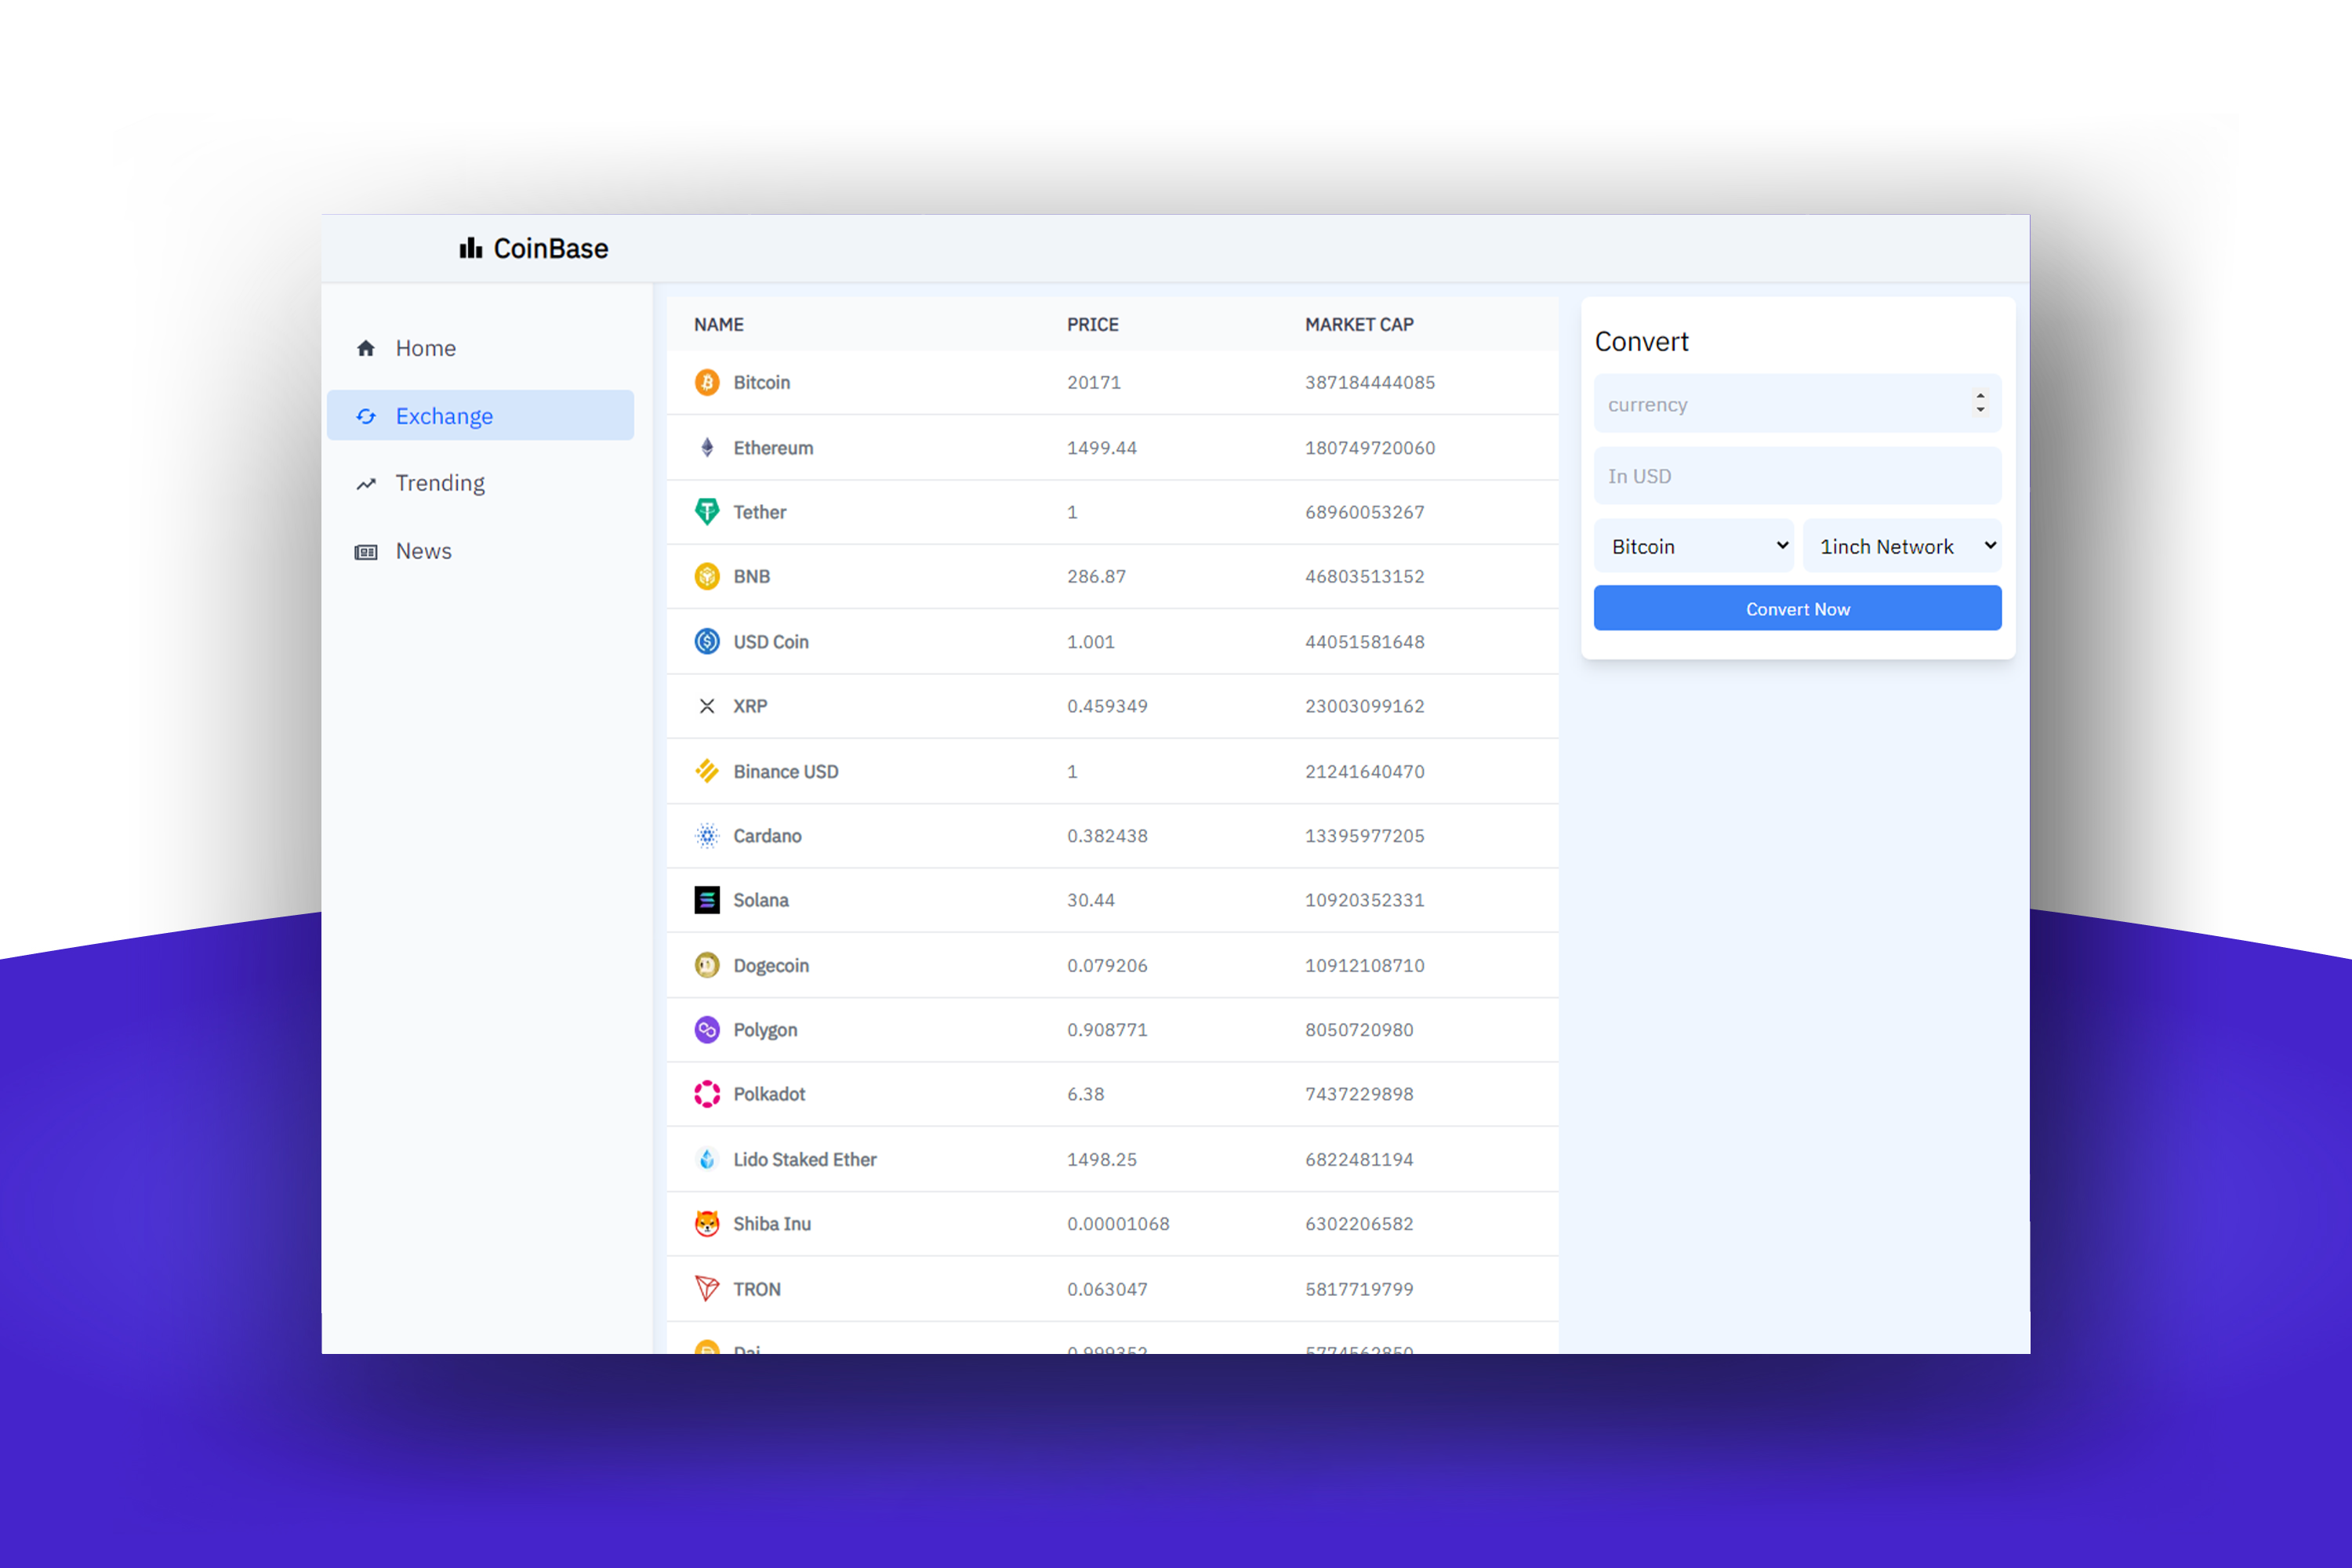 CoinBase
Home
Exchange
Trending
News
NAME PRICE MARKET CAP
Bitcoin 20171 387184444085
Ethereum 1499.44 180749720060
Tether 1 68960053267
BNB 286.87 46803513152
USD Coin 1.001 44051581648
XRP 0.459349 23003099162
Binance USD 1 21241640470
Cardano 0.382438 13395977205
Solana 30.44 10920352331
Dogecoin 0.079206 10912108710
Polygon 0.908771 8050720980
Polkadot 6.38 7437229898
Lido Staked Ether 1498.25 6822481194
Shiba Inu 0.00001068 6302206582
TRON 0.063047 5817719799
Dai 0.999352
Convert
currency
In USD
Bitcoin 1inch Network
Convert Now